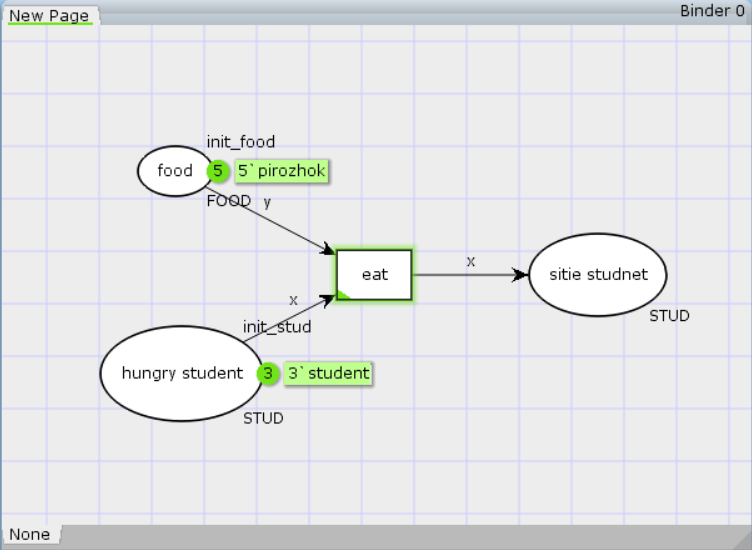 New Page
Binder 0
init_food
food
5
5`pirozhok
FOOD
y
eat
x
sitie studnet
STUD
x
init_stud
hungry student
3
3`student
STUD
None